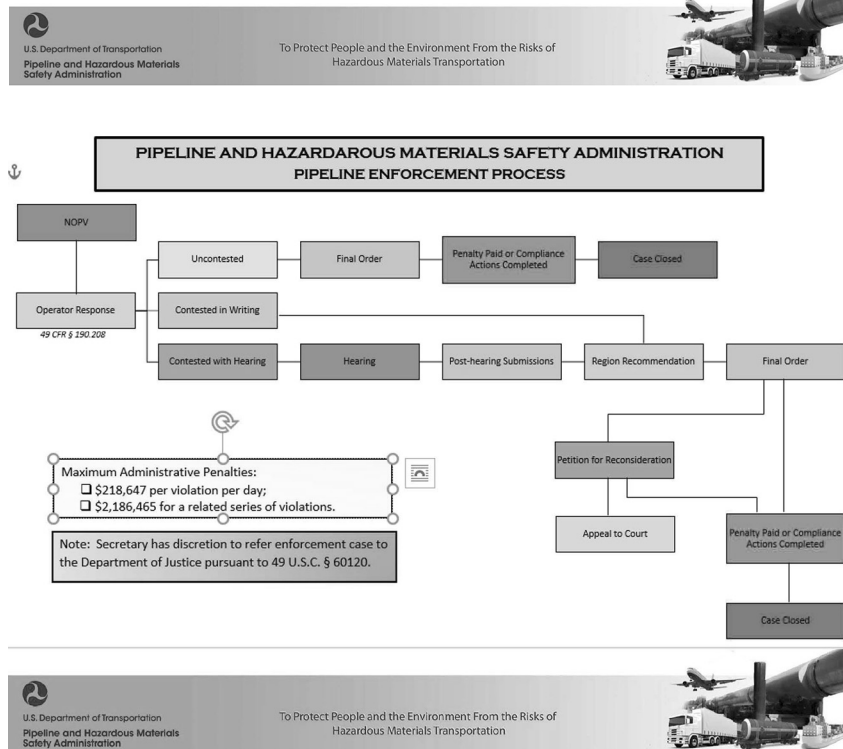 U.S. Department of Transportation
Pipeline and Hazardous Materials
Safety Administration
To Protect People and the Environment From the Risks of
Hazardous Materials Transportation
PIPELINE AND HAZARDAROUS MATERIALS SAFETY ADMINISTRATION
PIPELINE ENFORCEMENT PROCESS
NOPV
Uncontested
Final Order
Penalty Paid or Compliance
Actions Completed
Case Closed
Operator Response
49 CFR § 190.208
Contested in Writing
Contested with Hearing
Hearing
Post-hearing Submissions
Region Recommendation
Final Order
Maximum Administrative Penalties:
$218,647 per violation per day;
$2,186,465 for a related series of violations.
Note: Secretary has discretion to refer enforcement case to
the Department of Justice pursuant to 49 U.S.C. § 60120.
Petition for Reconsideration
Appeal to Court
Penalty Paid or Compliance
Actions Completed
Case Closed
U.S. Department of Transportation
Pipeline and Hazardous Materials
Safety Administration
To Protect People and the Environment From the Risks of
Hazardous Materials Transportation